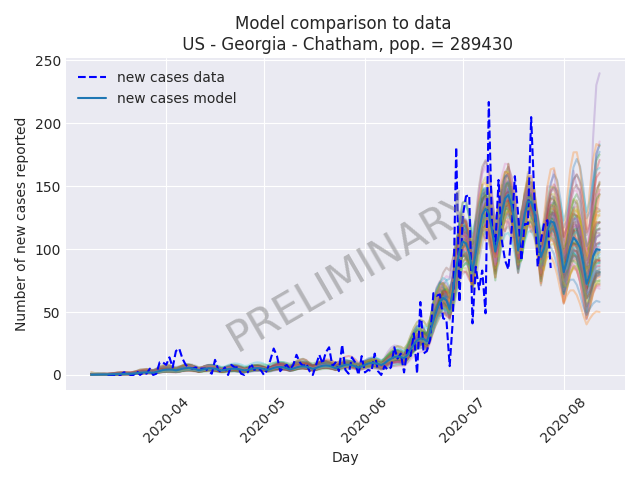 Model comparison to data
US - Georgia - Chatham, pop. = 289430
250
200
150
100
50
0
Number of new cases reported
new cases data
new cases model
PRELIMINARY
2020-04
2020-05
2020-06
2020-07
2020-08
Day